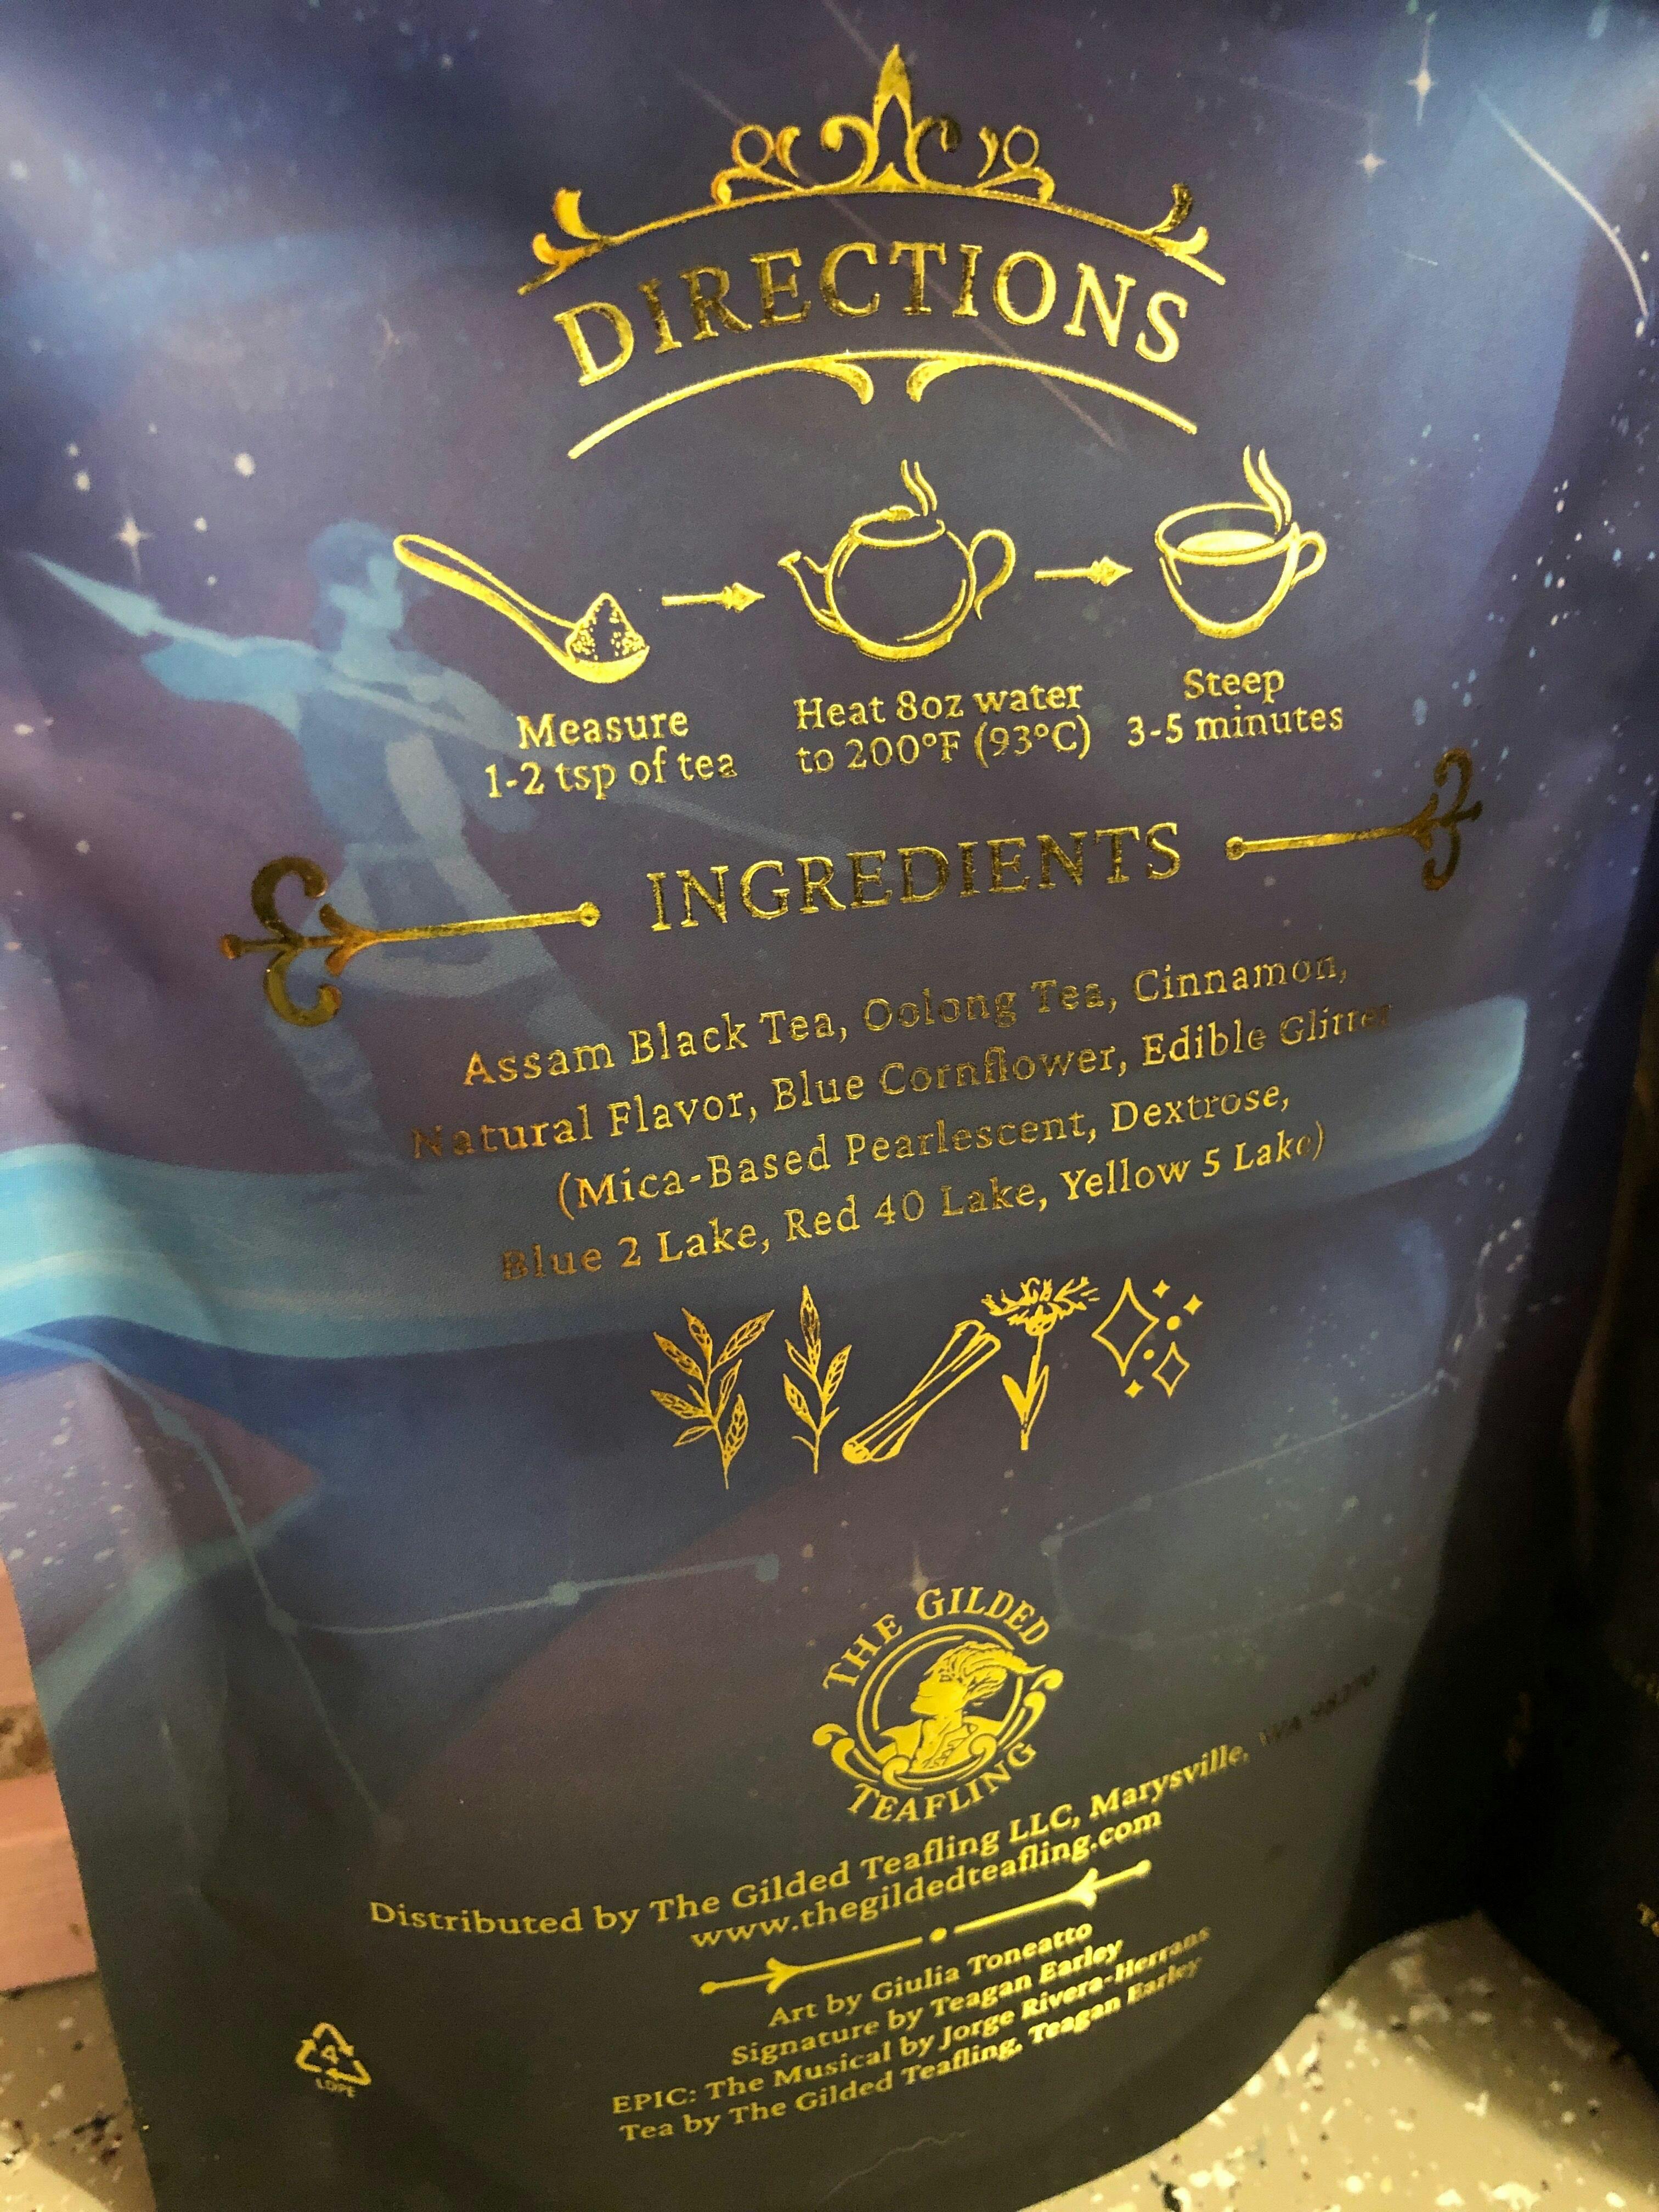 DIRECTIONS
Measure
1-2 tsp of tea
Heat 8oz water
to 200°F (93°C)
Steep
3-5 minutes
INGREDIENTS
Assam Black Tea, Oolong Tea, Cinnamon,
Natural Flavor, Blue Cornflower, Edible Glitter
(Mica-Based Pearlescent, Dextrose,
Blue 2 Lake, Red 40 Lake, Yellow 5 Lake)
THE GILDED
TEAFLING
Distributed by The Gilded Teafling LLC, Marysville, WA 98270
www.thegildedteafling.com
Art by Giulia Toneatto
Signature by Teagan Earley
EPIC: The Musical by Jorge Rivera-Herrans
Tea by The Gilded Teafling, Teagan Earley
4
LDPE